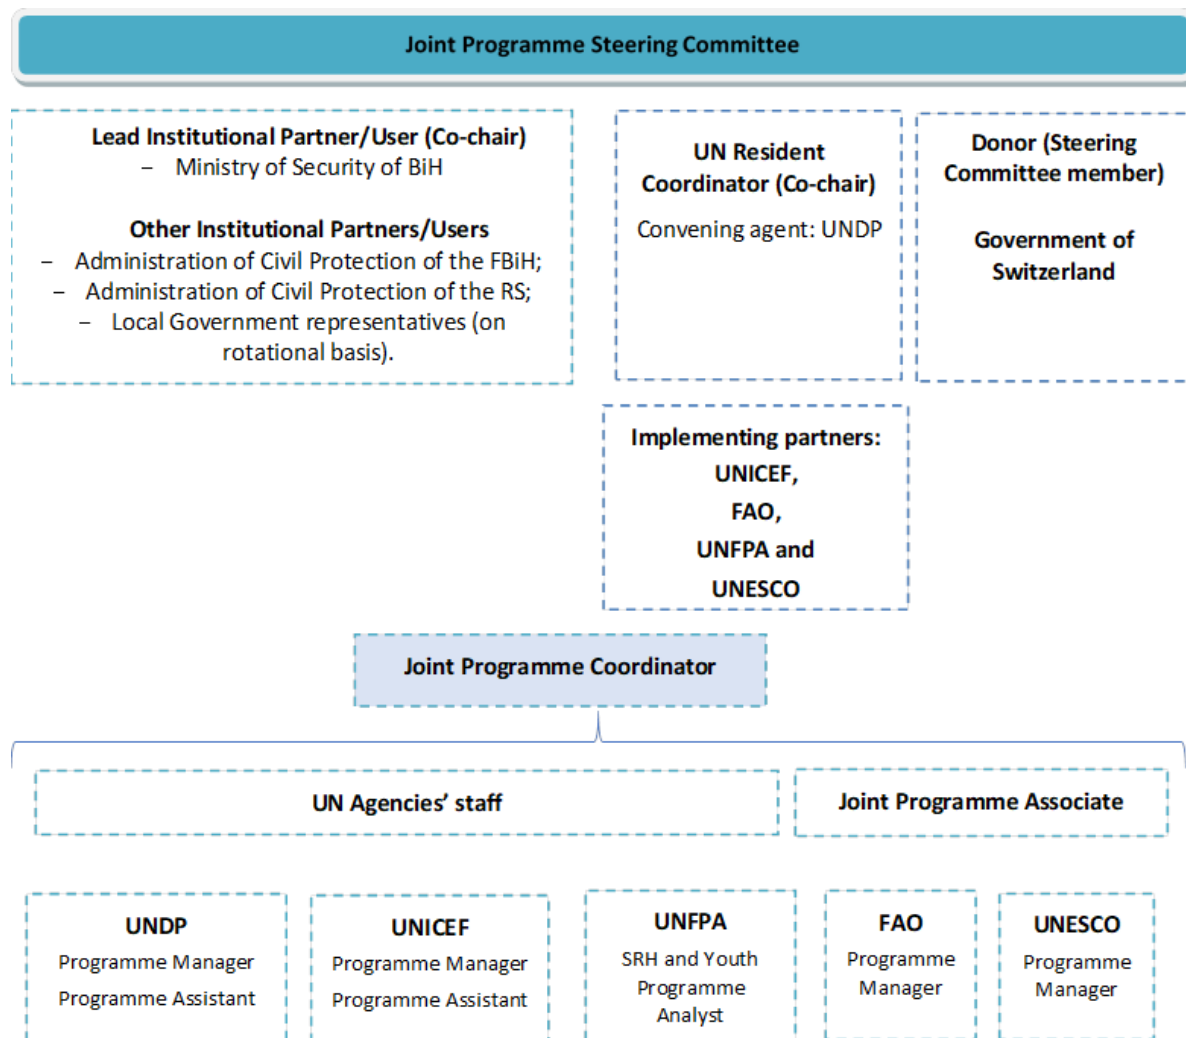 Joint Programme Steering Committee
Lead Institutional Partner/User (Co-chair)
– Ministry of Security of BiH
Other Institutional Partners/Users
– Administration of Civil Protection of the FBiH;
– Administration of Civil Protection of the RS;
– Local Government representatives (on
rotational basis).
UN Resident
Coordinator (Co-chair)
Convening agent: UNDP
Donor (Steering
Committee member)
Government of
Switzerland
Implementing partners:
UNICEF,
FAO,
UNFPA and
UNESCO
Joint Programme Coordinator
UN Agencies’ staff
Joint Programme Associate
UNDP
Programme Manager
Programme Assistant
UNICEF
Programme Manager
Programme Assistant
UNFPA
SRH and Youth
Programme
Analyst
FAO
Programme
Manager
UNESCO
Programme
Manager